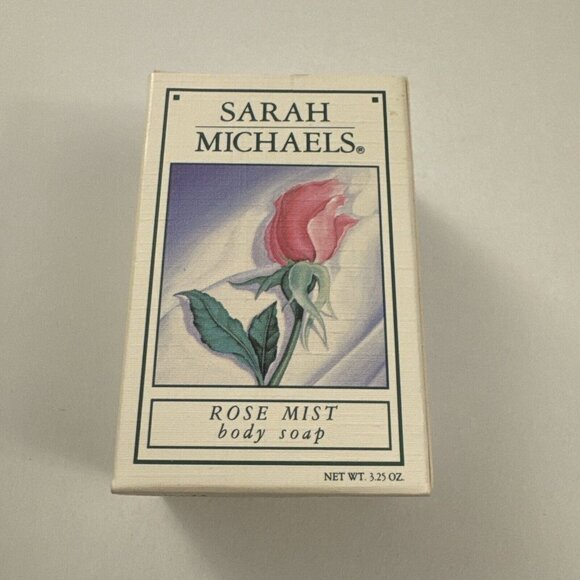 SARAH
MICHAELS®
ROSE MIST
body soap
NET WT. 3.25 OZ.